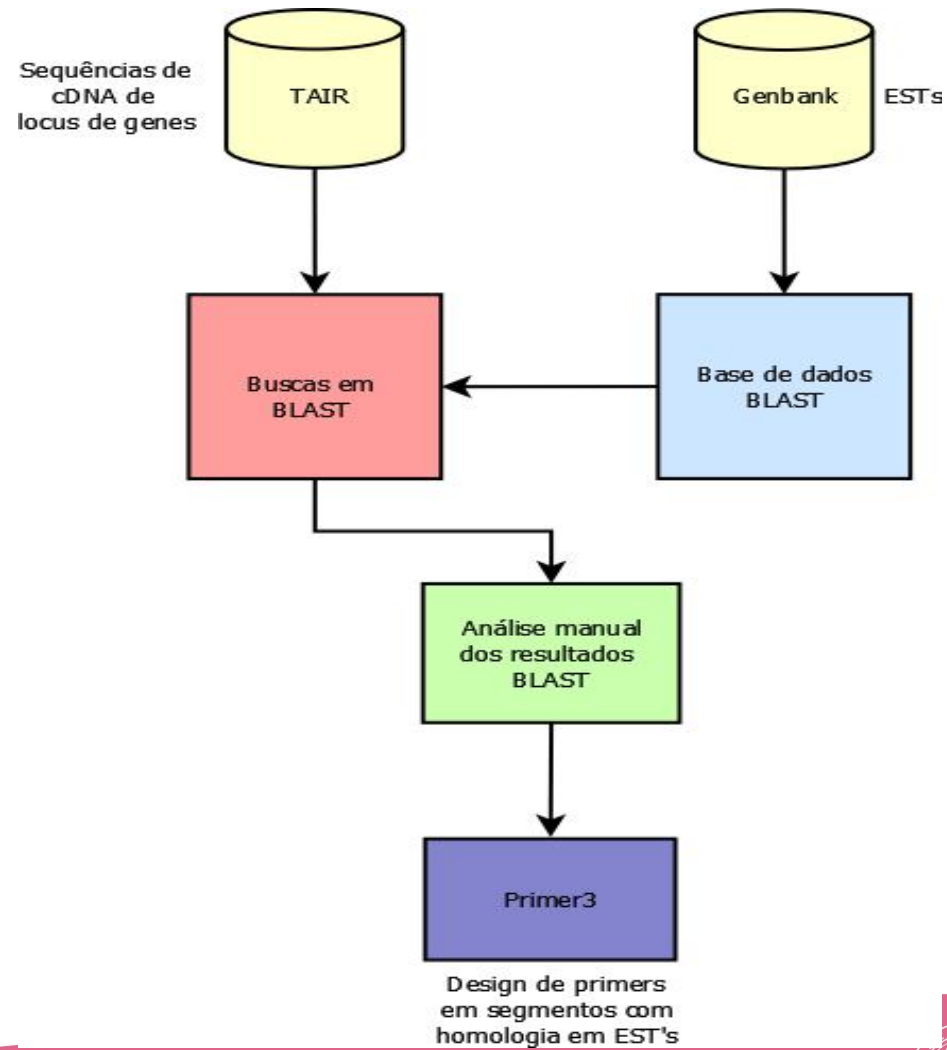 Sequências de
cDNA de
locus de genes
TAIR
Genbank
ESTs
Buscas em
BLAST
Base de dados
BLAST
Análise manual
dos resultados
BLAST
Primer3
Design de primers
em segmentos com
homologia em EST's